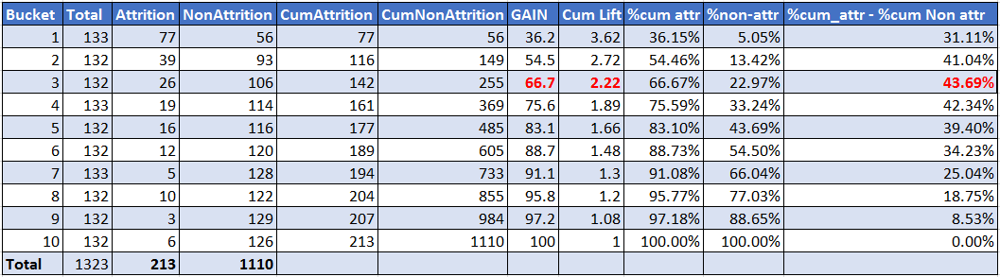 Bucket Total Attrition NonAttrition CumAttrition CumNonAttrition GAIN Cum Lift %cum attr %non-attr %cum_attr - %cum Non attr
1 133 77 56 77 56 36.2 3.62 36.15% 5.05% 31.11%
2 132 39 93 116 149 54.5 2.72 54.46% 13.42% 41.04%
3 132 26 106 142 255 66.7 2.22 66.67% 22.97% 43.69%
4 133 19 114 161 369 75.6 1.89 75.59% 33.24% 42.34%
5 132 16 116 177 485 83.1 1.66 83.10% 43.69% 39.40%
6 132 12 120 189 605 88.7 1.48 88.73% 54.50% 34.23%
7 133 5 128 194 733 91.1 1.3 91.08% 66.04% 25.04%
8 132 10 122 204 855 95.8 1.2 95.77% 77.03% 18.75%
9 132 3 129 207 984 97.2 1.08 97.18% 88.65% 8.53%
10 132 6 126 213 1110 100 1 100.00% 100.00% 0.00%
Total 1323 213 1110